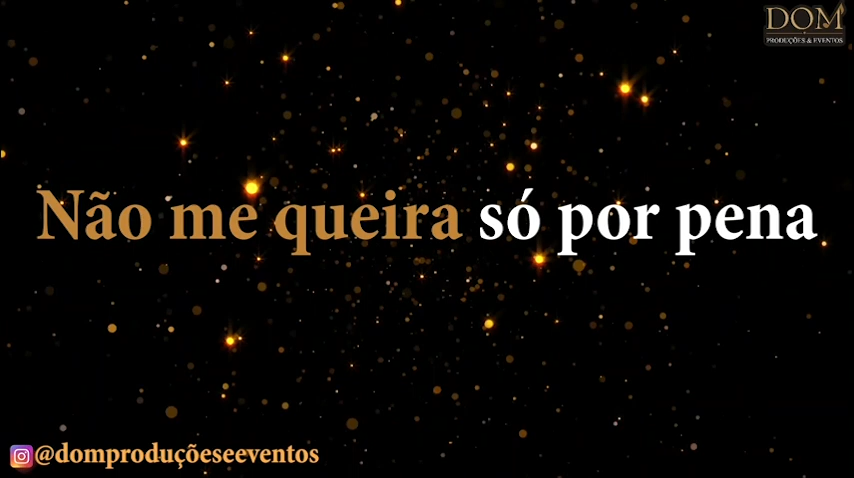 DOM
PRODUÇÕES & EVENTOS
Não me queira só por pena
@domproduçõeseeventos